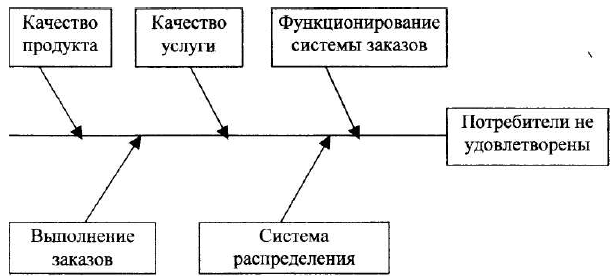 Качество
продукта
Качество
услуги
Функционирование
системы заказов
Потребители не
удовлетворены
Выполнение
заказов
Система
распределения